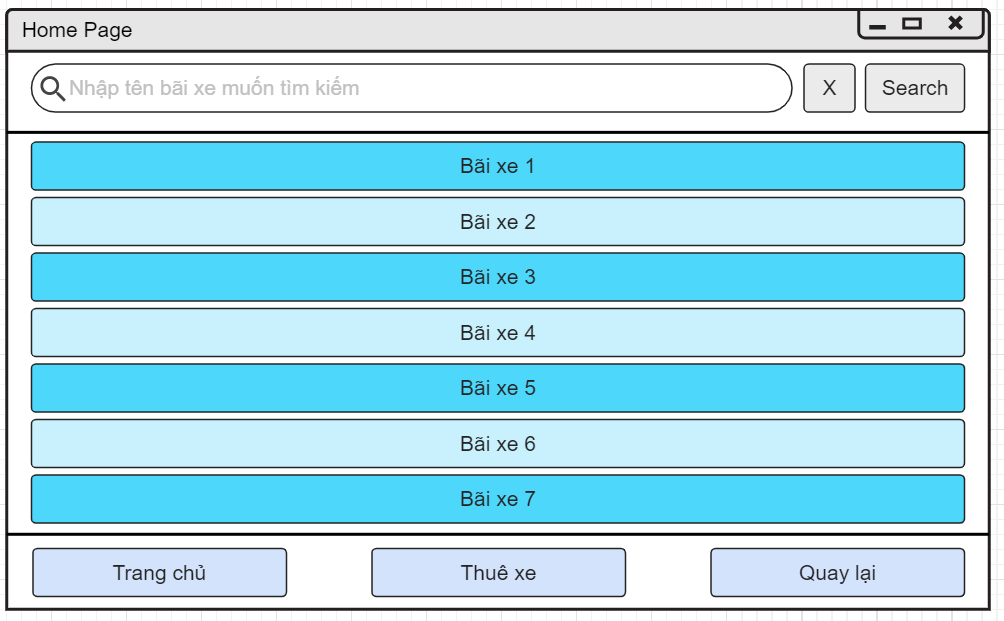 Home Page
Nhập tên bãi xe muốn tìm kiếm
X
Search
Bãi xe 1
Bãi xe 2
Bãi xe 3
Bãi xe 4
Bãi xe 5
Bãi xe 6
Bãi xe 7
Trang chủ
Thuê xe
Quay lại